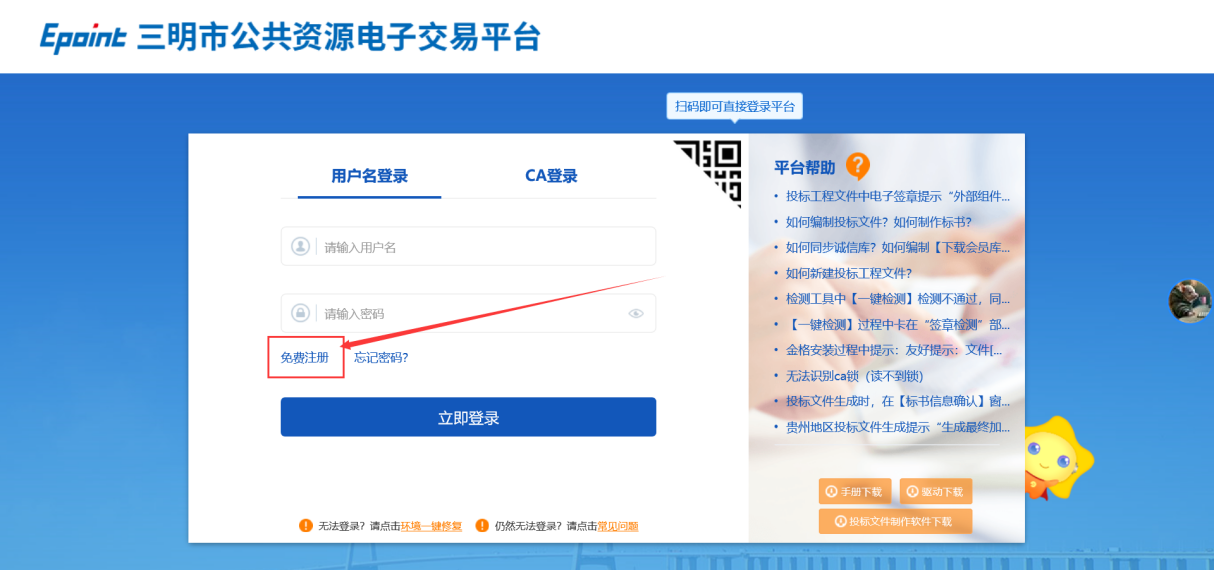 Epoint 三明市公共资源电子交易平台
扫码即可直接登录平台
用户名登录
CA登录
请输入用户名
请输入密码
免费注册
忘记密码?
立即登录
无法登录？请点击环境一键修复
仍然无法登录？请点击常见问题
平台帮助
投标工程文件中电子签章提示“外部组件...
如何编制投标文件？如何制作标书?
如何同步诚信库？如何编制【下载会员库...
如何新建投标工程文件?
检测工具中【一键检测】检测不通过，同...
【一键检测】过程中卡在“签章检测”部...
金格安装过程中提示：友好提示：文件[...
无法识别ca锁（读不到锁)
投标文件生成时，在【标书信息确认】窗...
贵州地区投标文件生成提示“生成最终加...
手册下载
驱动下载
投标文件制作软件下载